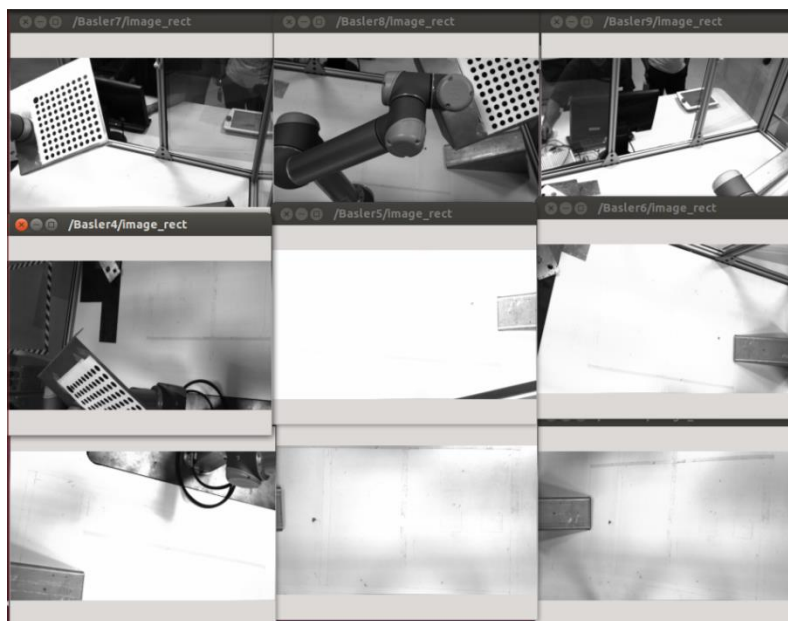 /Basler7/image_rect
/Basler8/image_rect
/Basler9/image_rect
/Basler4/image_rect
/Basler5/image_rect
/Basler6/image_rect